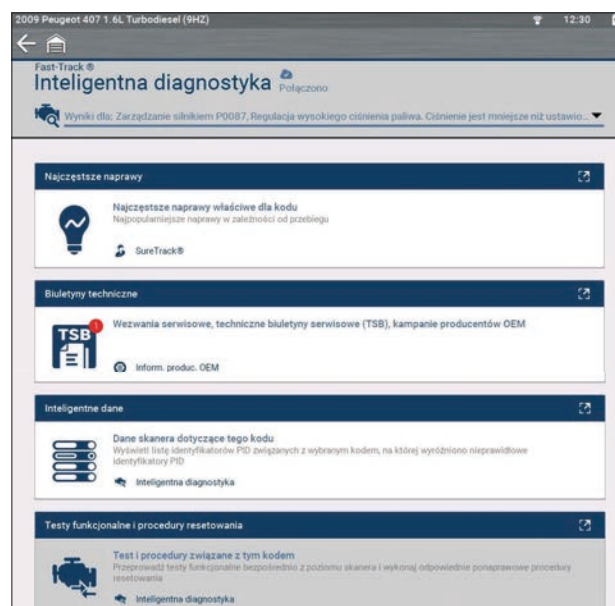 2009 Peugeot 407 1.6L Turbodiesel (9HZ)
12:30
Fast-Track ®
Inteligentna diagnostyka
Połączono
Wyniki dla; Zarządzanie silnikiem P0087, Regulacja wysokiego ciśnienia paliwa. Ciśnienie jest mniejsze niż ustawio...
Najczęstsze naprawy
Najczęstsze naprawy właściwe dla kodu
Najpopularniejsze naprawy w zależności od przebiegu
SureTrack®
Biuletyny techniczne
TSB
1
Wezwania serwisowe, techniczne biuletyny serwisowe (TSB), kampanie producentów OEM
Inform. produc. OEM
Inteligentne dane
Dane skanera dotyczące tego kodu
Wyświetl listę identyfikatorów PID związanych z wybranym kodem, na której wyróżniono nieprawidłowe
identyfikatory PID
Inteligentna diagnostyka
Testy funkcjonalne i procedury resetowania
Test i procedury związane z tym kodem
Przeprowadź testy funkcjonalne bezpośrednio z poziomu skanera i wykonaj odpowiednie ponaprawowe procedury
resetowania
Inteligentna diagnostyka